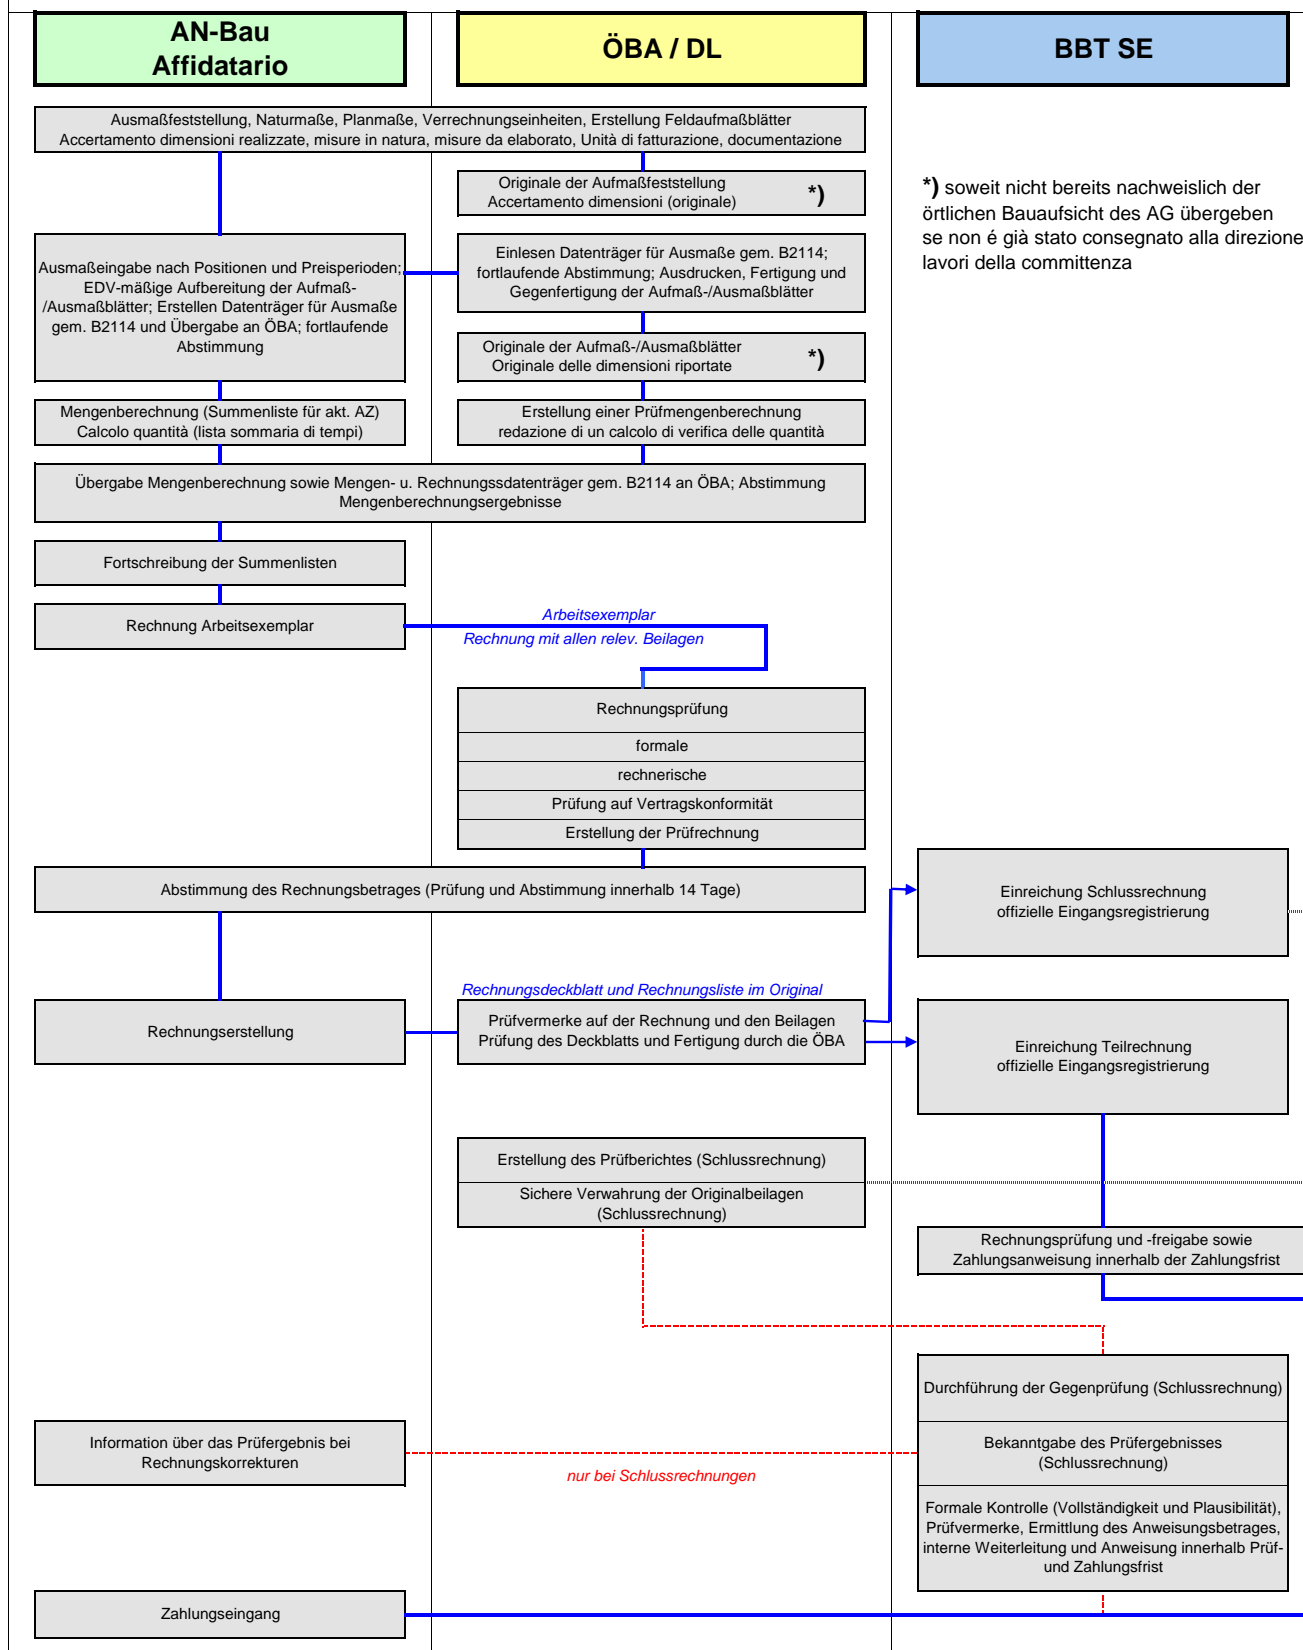 AN-Bau
Affidatario
ÖBA / DL
BBT SE
Ausmaßfeststellung, Naturmaße, Planmaße, Verrechnungseinheiten, Erstellung Feldaufmaßblätter
Accertamento dimensioni realizzate, misure in natura, misure da elaborato, Unità di fatturazione, documentazione
Originale der Aufmaßfeststellung
Accertamento dimensioni (originale)
*)
*) soweit nicht bereits nachweislich der
örtlichen Bauaufsicht des AG übergeben
se non é già stato consegnato alla direzione
lavori della committenza
Ausmaßeingabe nach Positionen und Preisperioden;
EDV-mäßige Aufbereitung der Aufmaß-
/Ausmaßblätter; Erstellen Datenträger für Ausmaße
gem. B2114 und Übergabe an ÖBA; fortlaufende
Abstimmung
Einlesen Datenträger für Ausmaße gem. B2114;
fortlaufende Abstimmung; Ausdrucken, Fertigung und
Gegenfertigung der Aufmaß-/Ausmaßblätter
Originale der Aufmaß-/Ausmaßblätter
Originale delle dimensioni riportate
*)
Mengenberechnung (Summenliste für akt. AZ)
Calcolo quantità (lista sommaria di tempi)
Erstellung einer Prüfmengenberechnung
redazione di un calcolo di verifica delle quantità
Übergabe Mengenberechnung sowie Mengen- u. Rechnungssdatenträger gem. B2114 an ÖBA; Abstimmung
Mengenberechnungsergebnisse
Fortschreibung der Summenlisten
Rechnung Arbeitsexemplar
Arbeitsexemplar
Rechnung mit allen relev. Beilagen
Rechnungsprüfung
formale
rechnerische
Prüfung auf Vertragskonformität
Erstellung der Prüfrechnung
Abstimmung des Rechnungsbetrages (Prüfung und Abstimmung innerhalb 14 Tage)
Einreichung Schlussrechnung
offizielle Eingangsregistrierung
Rechnungsdeckblatt und Rechnungsliste im Original
Rechnungserstellung
Prüfvermerke auf der Rechnung und den Beilagen
Prüfung des Deckblatts und Fertigung durch die ÖBA
Einreichung Teilrechnung
offizielle Eingangsregistrierung
Erstellung des Prüfberichtes (Schlussrechnung)
Sichere Verwahrung der Originalbeilagen
(Schlussrechnung)
Rechnungsprüfung und -freigabe sowie
Zahlungsanweisung innerhalb der Zahlungsfrist
Durchführung der Gegenprüfung (Schlussrechnung)
Information über das Prüfergebnis bei
Rechnungskorrekturen
nur bei Schlussrechnungen
Bekanntgabe des Prüfergebnisses
(Schlussrechnung)
Formale Kontrolle (Vollständigkeit und Plausibilität),
Prüfvermerke, Ermittlung des Anweisungsbetrages,
interne Weiterleitung und Anweisung innerhalb Prüf-
und Zahlungsfrist
Zahlungseingang